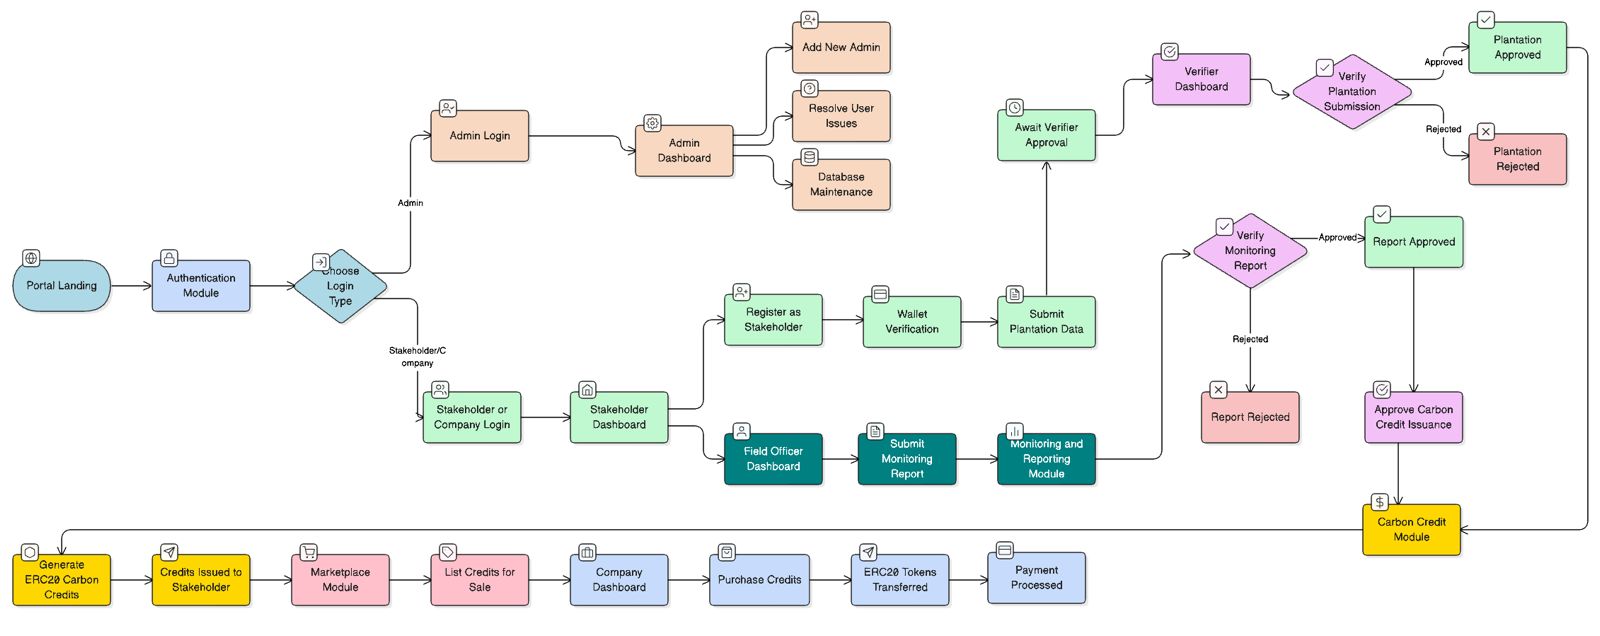 Add New Admin
Resolve User
Issues
Database
Maintenance
Admin Login
Admin
Dashboard
Admin
Portal Landing
Authentication
Module
Choose
Login
Type
Stakeholder/C
ompany
Stakeholder or
Company Login
Stakeholder
Dashboard
Register as
Stakeholder
Wallet
Verification
Submit
Plantation Data
Await Verifier
Approval
Verifier
Dashboard
Verify
Plantation
Submission
Approved
Plantation
Approved
Rejected
Plantation
Rejected
Field Officer
Dashboard
Submit
Monitoring
Report
Monitoring and
Reporting
Module
Verify
Monitoring
Report
Approved
Report Approved
Rejected
Report Rejected
Approve Carbon
Credit Issuance
$
Carbon Credit
Module
Generate
ERC20 Carbon
Credits
Credits Issued to
Stakeholder
Marketplace
Module
List Credits for
Sale
Company
Dashboard
Purchase Credits
ERC20 Tokens
Transferred
Payment
Processed